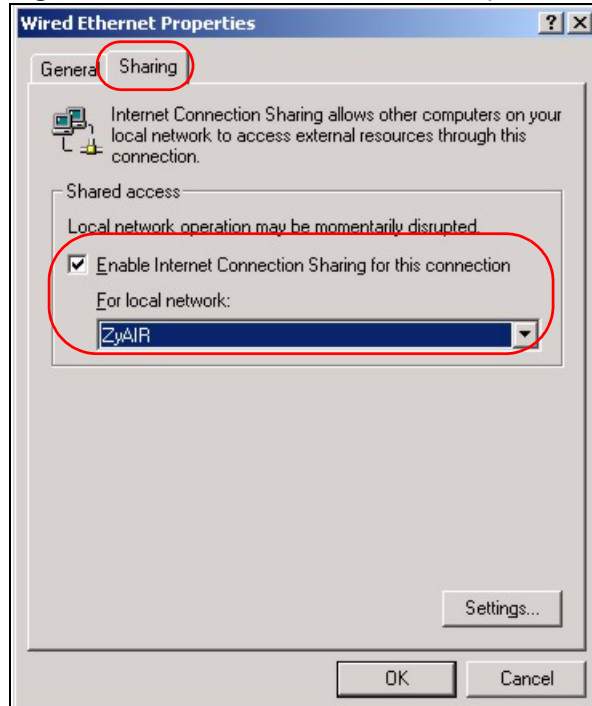 Wired Ethernet Properties
General
Sharing
Internet Connection Sharing allows other computers on your
local network to access external resources through this
connection.
Shared access
Local network operation may be momentarily disrupted.
Enable Internet Connection Sharing for this connection
For local network:
ZyAIR
Settings...
OK
Cancel